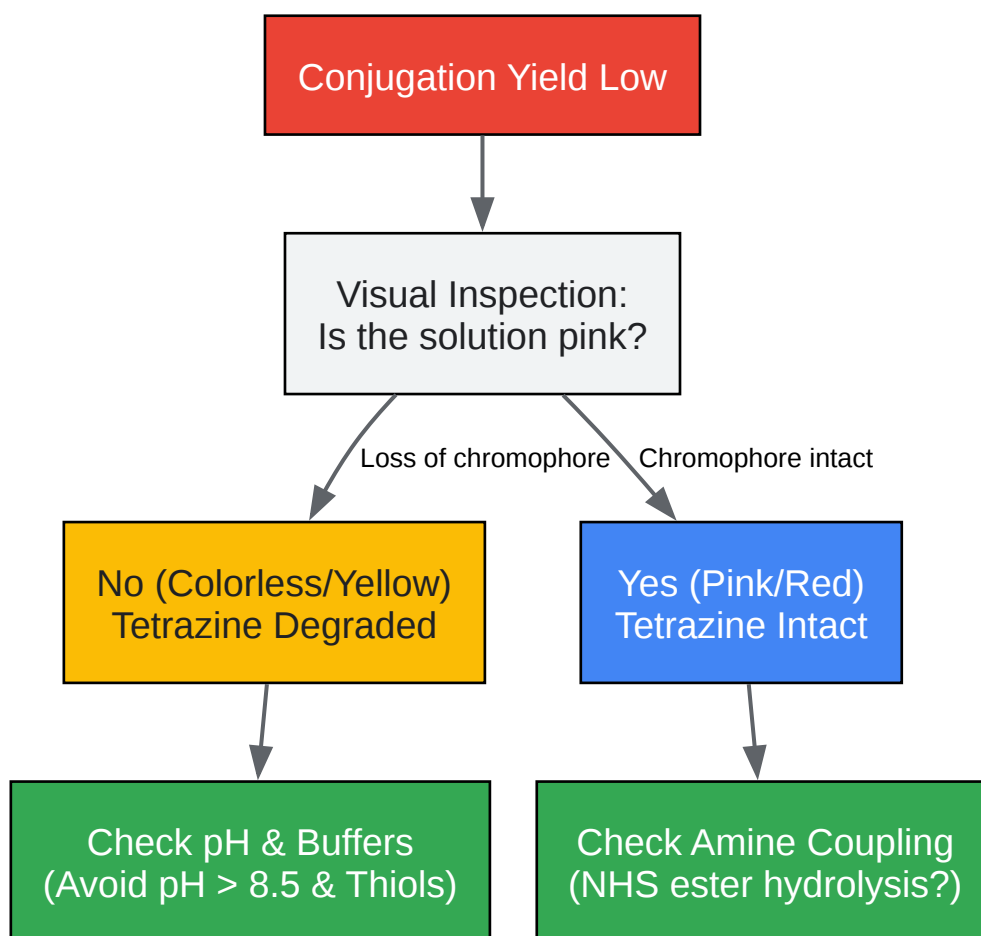 Conjugation Yield Low
Visual Inspection:
Is the solution pink?
Loss of chromophore
Chromophore intact
No (Colorless/Yellow)
Tetrazine Degraded
Yes (Pink/Red)
Tetrazine Intact
Check pH & Buffers
(Avoid pH > 8.5 & Thiols)
Check Amine Coupling
(NHS ester hydrolysis?)